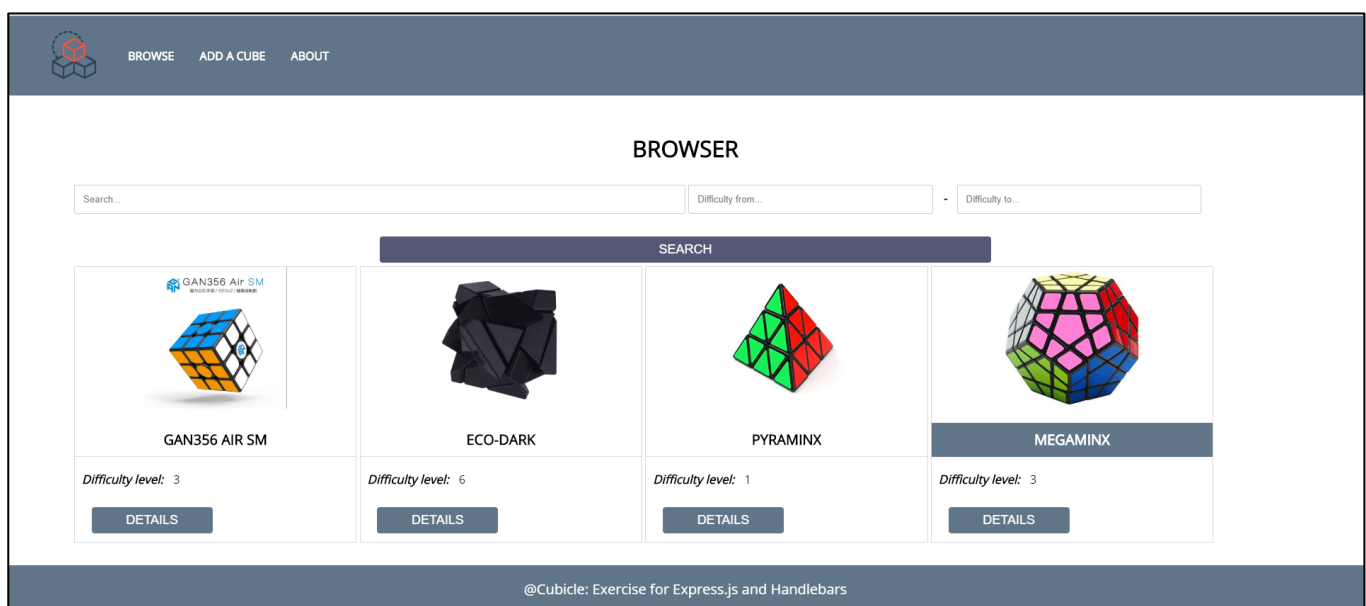 BROWSE ADD A CUBE ABOUT
BROWSER
Search... Difficulty from... - Difficulty to...
SEARCH
GAN356 Air SM
GAN356 AIR SM ECO-DARK PYRAMINX MEGAMINX
Difficulty level: 3 Difficulty level: 6 Difficulty level: 1 Difficulty level: 3
DETAILS DETAILS DETAILS DETAILS
@Cubicle: Exercise for Express.js and Handlebars